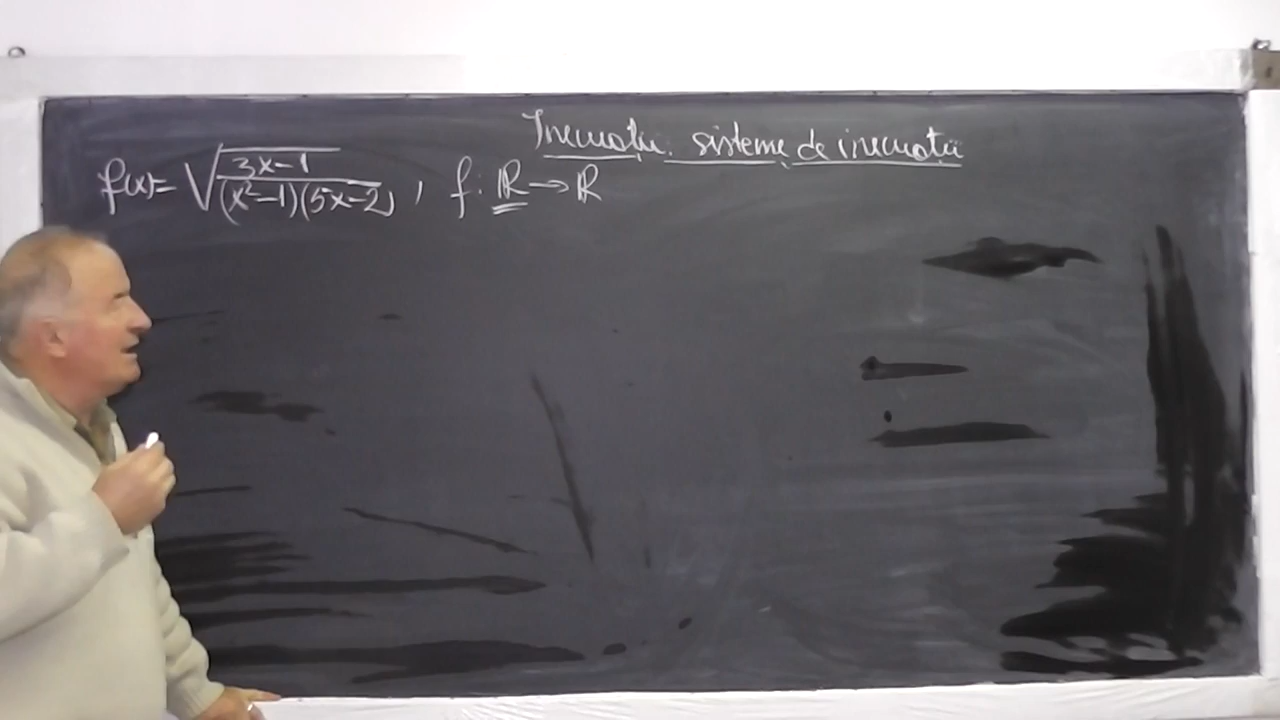 Inecuații. sisteme de inecuații
f(x)= √((3x-1)/((x²-1)(5x-2))), f: ℝ → ℝ